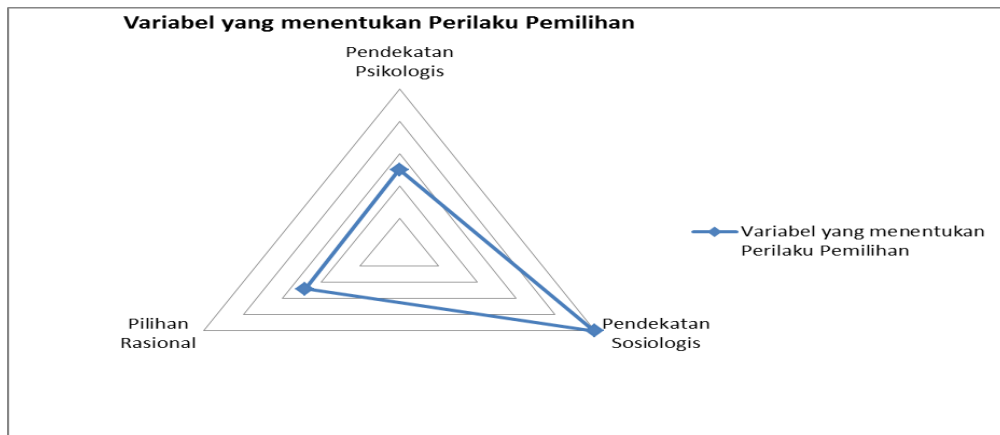 Variabel yang menentukan Perilaku Pemilihan
Pendekatan
Psikologis
Variabel yang menentukan
Perilaku Pemilihan
Pilihan
Rasional
Pendekatan
Sosiologis